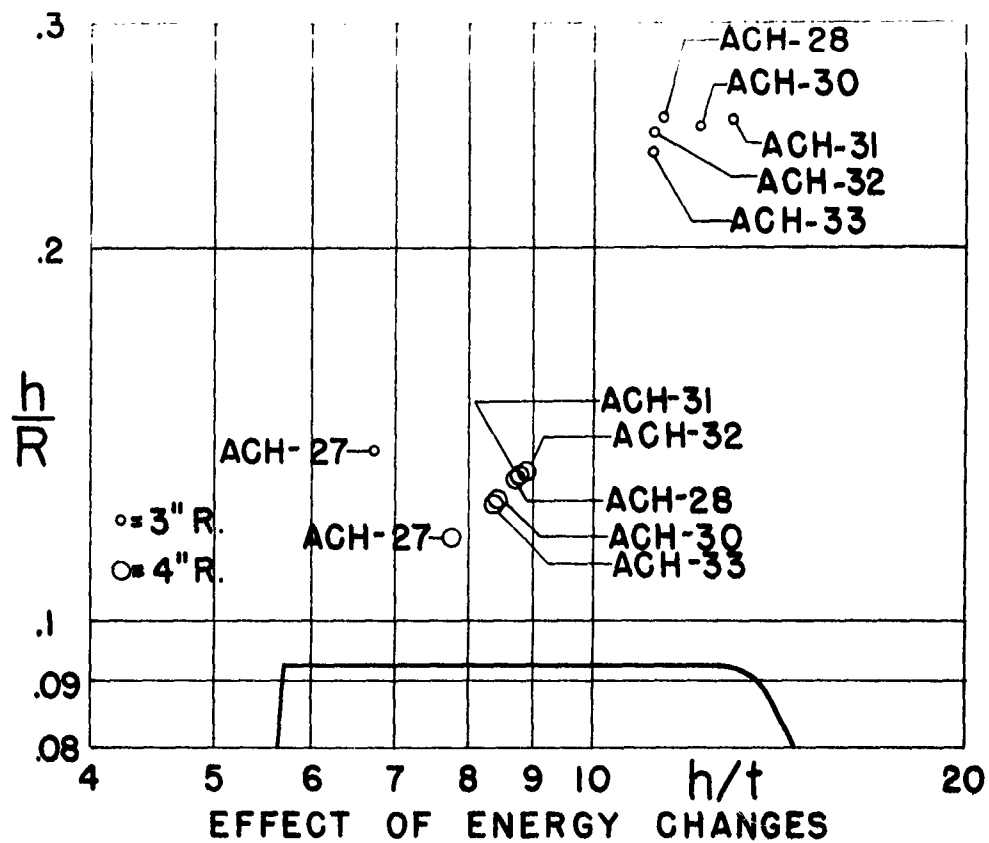 .3
ACH-28
ACH-30
ACH-31
ACH-32
ACH-33
.2
h
R
ACH-31
ACH-32
ACH-27
ACH-28
o = 3" R.
ACH-30
ACH-27
ACH-33
O = 4" R.
.1
.09
.08
4 5 6 7 8 9 10 h/t 20
EFFECT OF ENERGY CHANGES